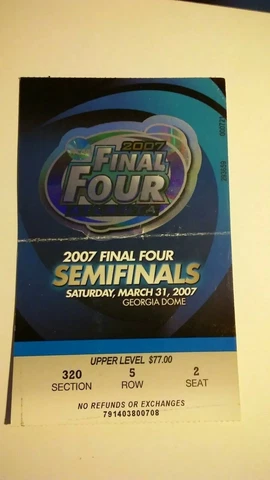 2007
FINAL
FOUR
2007 FINAL FOUR
SEMIFINALS
SATURDAY, MARCH 31, 2007
GEORGIA DOME
UPPER LEVEL $77.00
320 5 2
SECTION ROW SEAT
NO REFUNDS OR EXCHANGES
791403800708